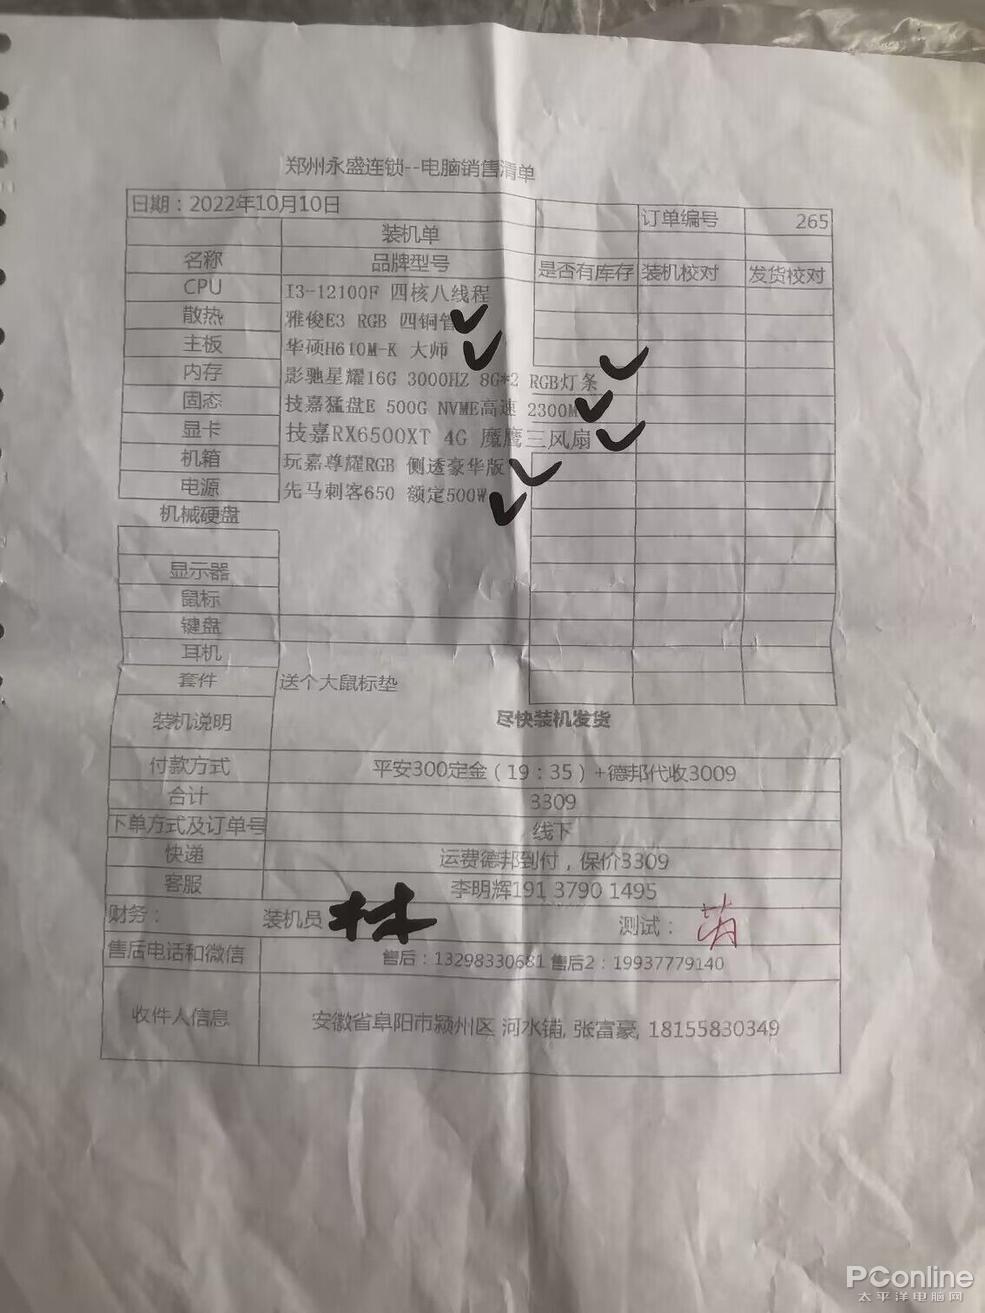 郑州永盛连锁--电脑销售清单
日期：2022年10月10日 订单编号 265
装机单
名称 品牌型号 是否有库存 装机校对 发货校对
CPU I3-12100F 四核八线程
散热 雅俊E3 RGB 四铜管
主板 华硕H610M-K 大师
内存 影驰星耀16G 3000HZ 8G*2 RGB灯条
固态 技嘉猛盘E 500G NVME高速 2300M
显卡 技嘉RX6500XT 4G 魔鹰三风扇
机箱 玩嘉尊耀RGB 侧透豪华版
电源 先马刺客650 额定500W
机械硬盘
显示器
鼠标
键盘
耳机
套件 送个大鼠标垫
装机说明 尽快装机发货
付款方式 平安300定金（19：35）+德邦代收3009
合计 3309
下单方式及订单号 线下
快递 运费德邦到付，保价3309
客服 李明辉191 3790 1495
财务： 装机员 林 测试：
售后电话和微信 售后：13298330681 售后2：19937779140
收件人信息 安徽省阜阳市颍州区 河水铺, 张富豪, 18155830349
PConline
太平洋电脑网